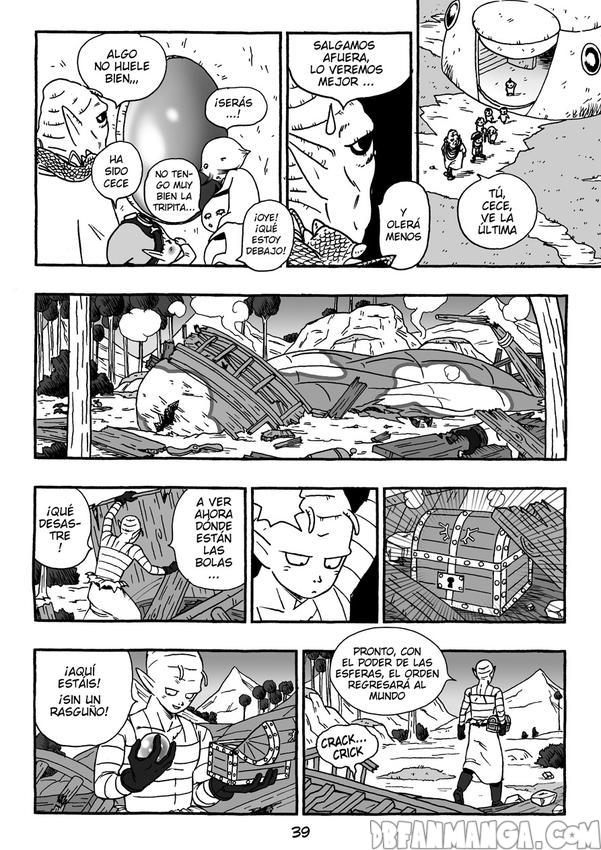 ALGO
NO HUELE
BIEN,,,
¡SERÁS
...!
HA
SIDO
CECE
NO TEN-
GO MUY
BIEN LA
TRIPITA...
¡OYE!
¡QUÉ
ESTOY
DEBAJO!
SALGAMOS
AFUERA,
LO VEREMOS
MEJOR ...
Y
OLERÁ
MENOS
TÚ,
CECE,
VE LA
ÚLTIMA
¡QUÉ
DESAS-
TRE
!
A VER
AHORA
DÓNDE
ESTÁN
LAS
BOLAS
...
¡AQUÍ
ESTÁIS!
¡SIN UN
RASGUÑO!
PRONTO, CON
EL PODER DE LAS
ESFERAS, EL ORDEN
REGRESARÁ AL
MUNDO
CRACK...
CRICK
39
DBFANMANGA.COM